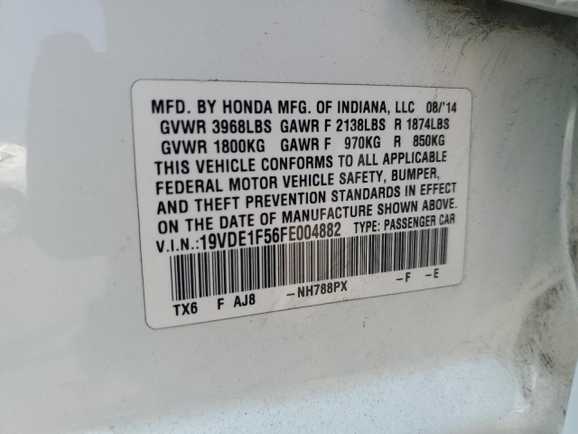 MFD. BY HONDA MFG. OF INDIANA, LLC 08/'14
GVWR 3968LBS GAWR F 2138LBS R 1874LBS
GVWR 1800KG GAWR F 970KG R 850KG
THIS VEHICLE CONFORMS TO ALL APPLICABLE
FEDERAL MOTOR VEHICLE SAFETY, BUMPER,
AND THEFT PREVENTION STANDARDS IN EFFECT
ON THE DATE OF MANUFACTURE SHOWN ABOVE.
V.I.N.:19VDE1F56FE004882 TYPE: PASSENGER CAR
TX6 F AJ8 -NH788PX -F -E